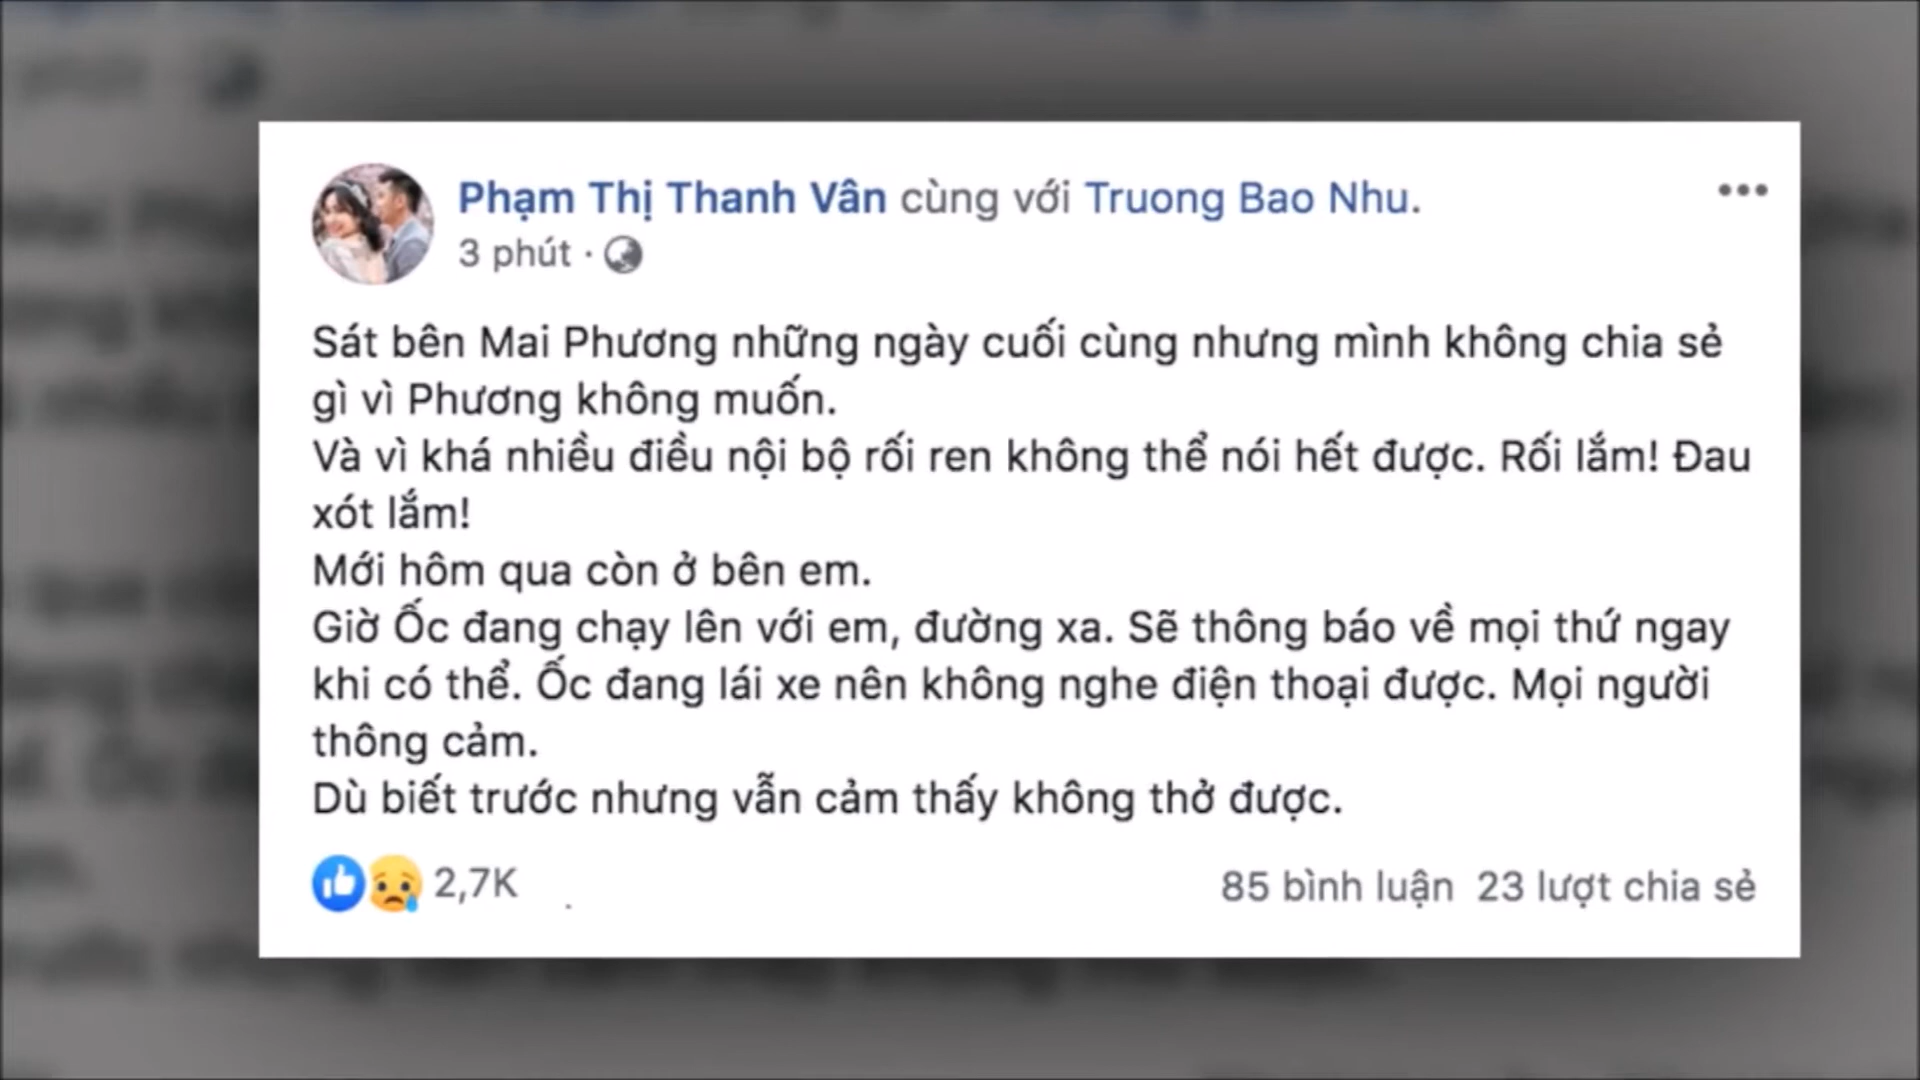 Phạm Thị Thanh Vân cùng với Truong Bao Nhu.
3 phút ·
Sát bên Mai Phương những ngày cuối cùng nhưng mình không chia sẻ
gì vì Phương không muốn.
Và vì khá nhiều điều nội bộ rối ren không thể nói hết được. Rối lắm! Đau
xót lắm!
Mới hôm qua còn ở bên em.
Giờ Ốc đang chạy lên với em, đường xa. Sẽ thông báo về mọi thứ ngay
khi có thể. Ốc đang lái xe nên không nghe điện thoại được. Mọi người
thông cảm.
Dù biết trước nhưng vẫn cảm thấy không thở được.
2,7K
85 bình luận 23 lượt chia sẻ